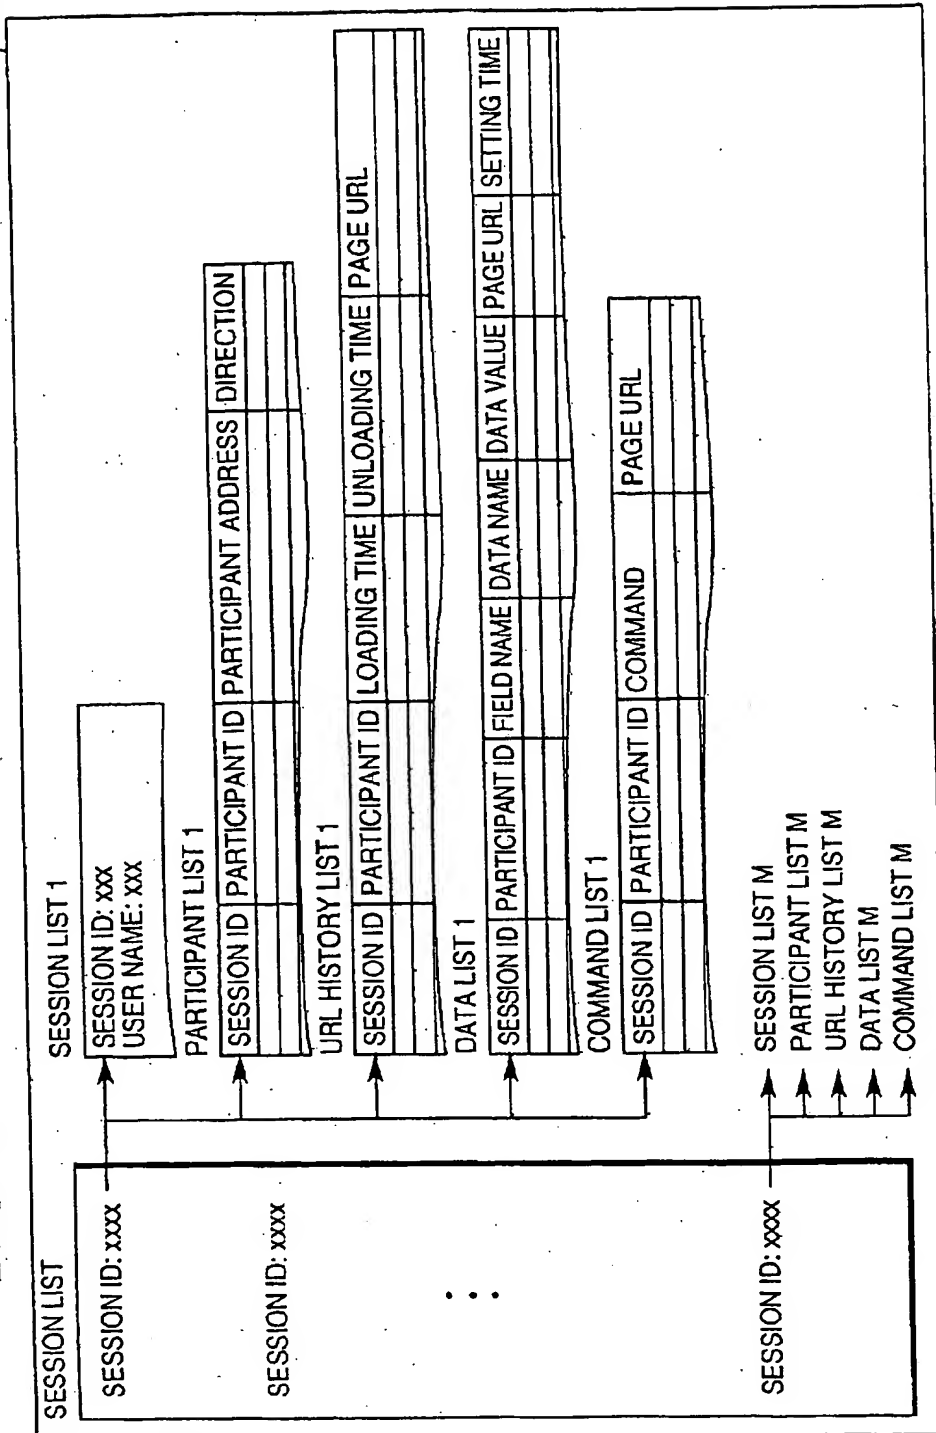 SESSION LIST
SESSION ID: xxxx
SESSION ID: xxxx
...
SESSION ID: xxxx
SESSION LIST 1
SESSION ID: xxx
USER NAME: xxx
PARTICIPANT LIST 1
SESSION ID PARTICIPANT ID PARTICIPANT ADDRESS DIRECTION
URL HISTORY LIST 1
SESSION ID PARTICIPANT ID LOADING TIME UNLOADING TIME PAGE URL
DATA LIST 1
SESSION ID PARTICIPANT ID FIELD NAME DATA NAME DATA VALUE PAGE URL SETTING TIME
COMMAND LIST 1
SESSION ID PARTICIPANT ID COMMAND PAGE URL
SESSION LIST M
PARTICIPANT LIST M
URL HISTORY LIST M
DATA LIST M
COMMAND LIST M